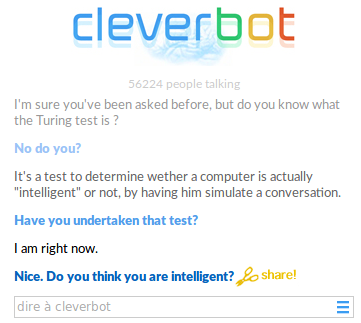 cleverbot
56224 people talking
I'm sure you've been asked before, but do you know what
the Turing test is ?
No do you?
It's a test to determine wether a computer is actually
"intelligent" or not, by having him simulate a conversation.
Have you undertaken that test?
I am right now.
Nice. Do you think you are intelligent? share!
dire à cleverbot